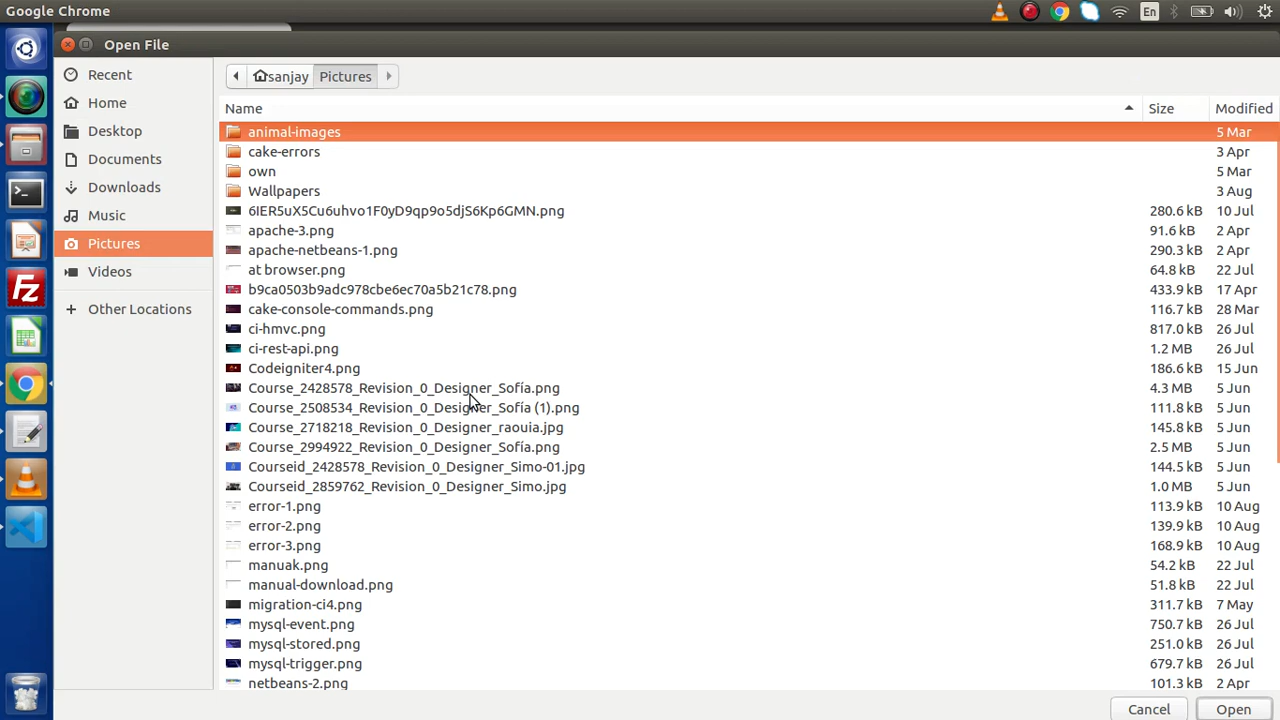 Google Chrome En
Open File
Recent
Home
Desktop
Documents
Downloads
Music
Pictures
Videos
Other Locations
sanjay Pictures
Name Size Modified
animal-images 5 Mar
cake-errors 3 Apr
own 5 Mar
Wallpapers 3 Aug
6IER5uX5Cu6uhvo1F0yD9qp9o5djS6Kp6GMN.png 280.6 kB 10 Jul
apache-3.png 91.6 kB 2 Apr
apache-netbeans-1.png 290.3 kB 2 Apr
at browser.png 64.8 kB 22 Jul
b9ca0503b9adc978cbe6ec70a5b21c78.png 433.9 kB 17 Apr
cake-console-commands.png 116.7 kB 28 Mar
ci-hmvc.png 817.0 kB 26 Jul
ci-rest-api.png 1.2 MB 26 Jul
Codeigniter4.png 186.6 kB 15 Jun
Course_2428578_Revision_0_Designer_Sofía.png 4.3 MB 5 Jun
Course_2508534_Revision_0_Designer_Sofía (1).png 111.8 kB 5 Jun
Course_2718218_Revision_0_Designer_raouia.jpg 145.8 kB 5 Jun
Course_2994922_Revision_0_Designer_Sofía.png 2.5 MB 5 Jun
Courseid_2428578_Revision_0_Designer_Simo-01.jpg 744.5 kB 5 Jun
Courseid_2859762_Revision_0_Designer_Simo.jpg 1.0 MB 5 Jun
error-1.png 113.9 kB 10 Aug
error-2.png 139.9 kB 10 Aug
error-3.png 168.9 kB 10 Aug
manuak.png 54.2 kB 22 Jul
manual-download.png 51.8 kB 22 Jul
migration-ci4.png 311.7 kB 7 May
mysql-event.png 750.7 kB 26 Jul
mysql-stored.png 251.0 kB 26 Jul
mysql-trigger.png 679.7 kB 26 Jul
netbeans-2.png 101.3 kB 2 Apr
Cancel Open